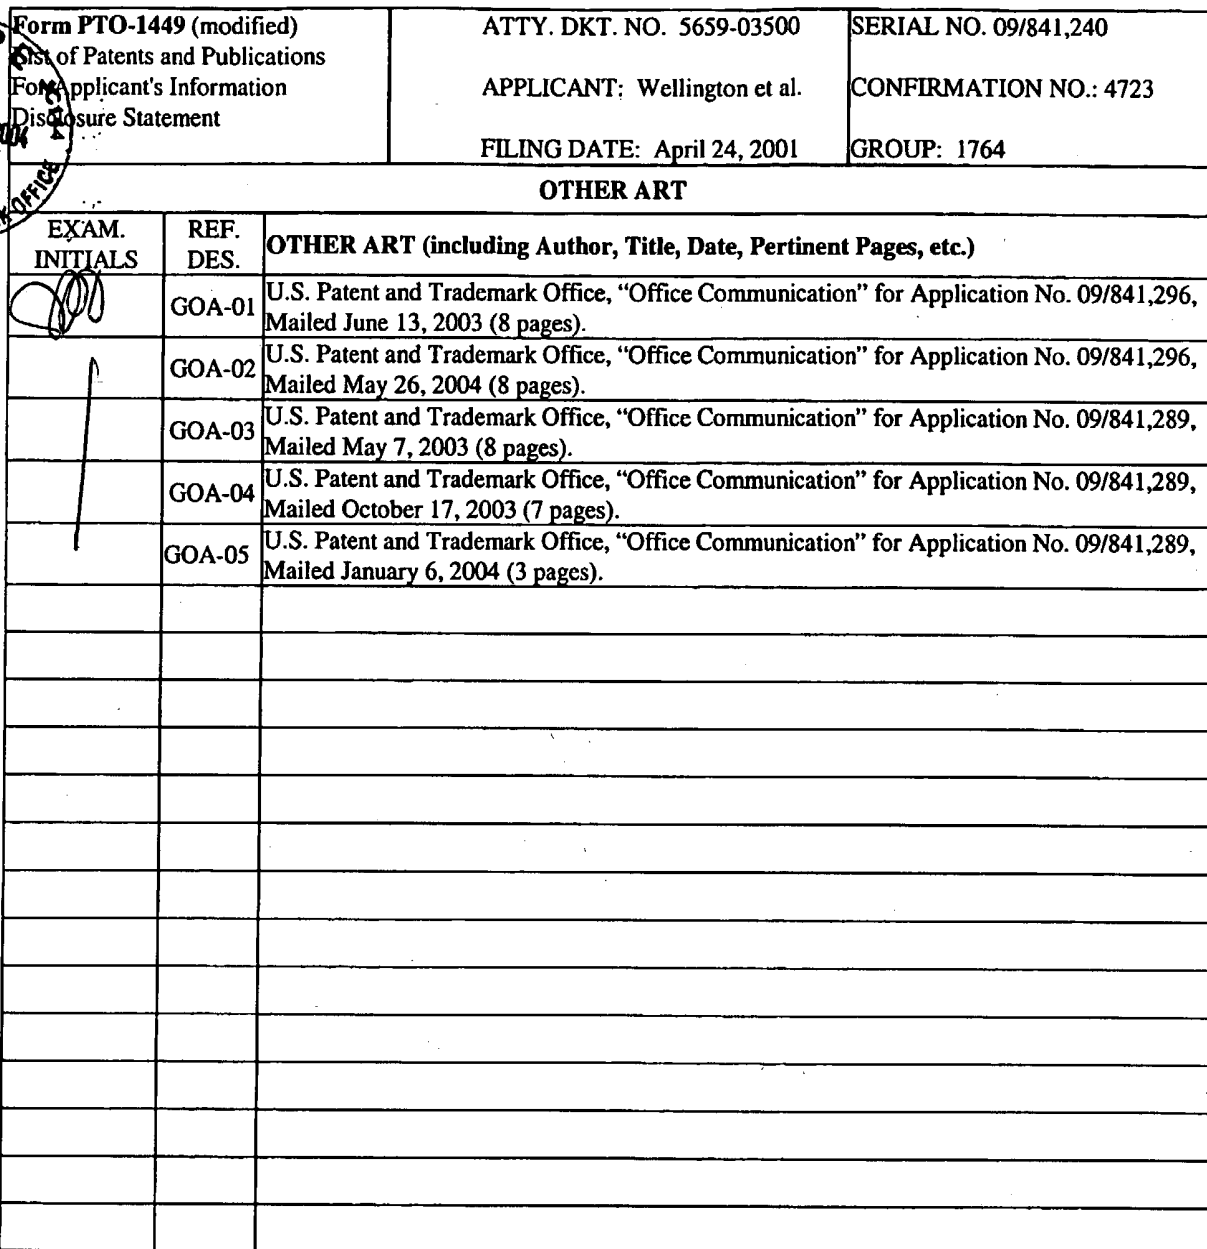 Form PTO-1449 (modified)
List of Patents and Publications
For Applicant's Information
Disclosure Statement
ATTY. DKT. NO. 5659-03500
APPLICANT: Wellington et al.
FILING DATE: April 24, 2001
SERIAL NO. 09/841,240
CONFIRMATION NO.: 4723
GROUP: 1764
2004
OFFICE
OTHER ART
EXAM.
INITIALS
REF.
DES.
OTHER ART (including Author, Title, Date, Pertinent Pages, etc.)
GOA-01
U.S. Patent and Trademark Office, “Office Communication” for Application No. 09/841,296,
Mailed June 13, 2003 (8 pages).
GOA-02
U.S. Patent and Trademark Office, “Office Communication” for Application No. 09/841,296,
Mailed May 26, 2004 (8 pages).
GOA-03
U.S. Patent and Trademark Office, “Office Communication” for Application No. 09/841,289,
Mailed May 7, 2003 (8 pages).
GOA-04
U.S. Patent and Trademark Office, “Office Communication” for Application No. 09/841,289,
Mailed October 17, 2003 (7 pages).
GOA-05
U.S. Patent and Trademark Office, “Office Communication” for Application No. 09/841,289,
Mailed January 6, 2004 (3 pages).